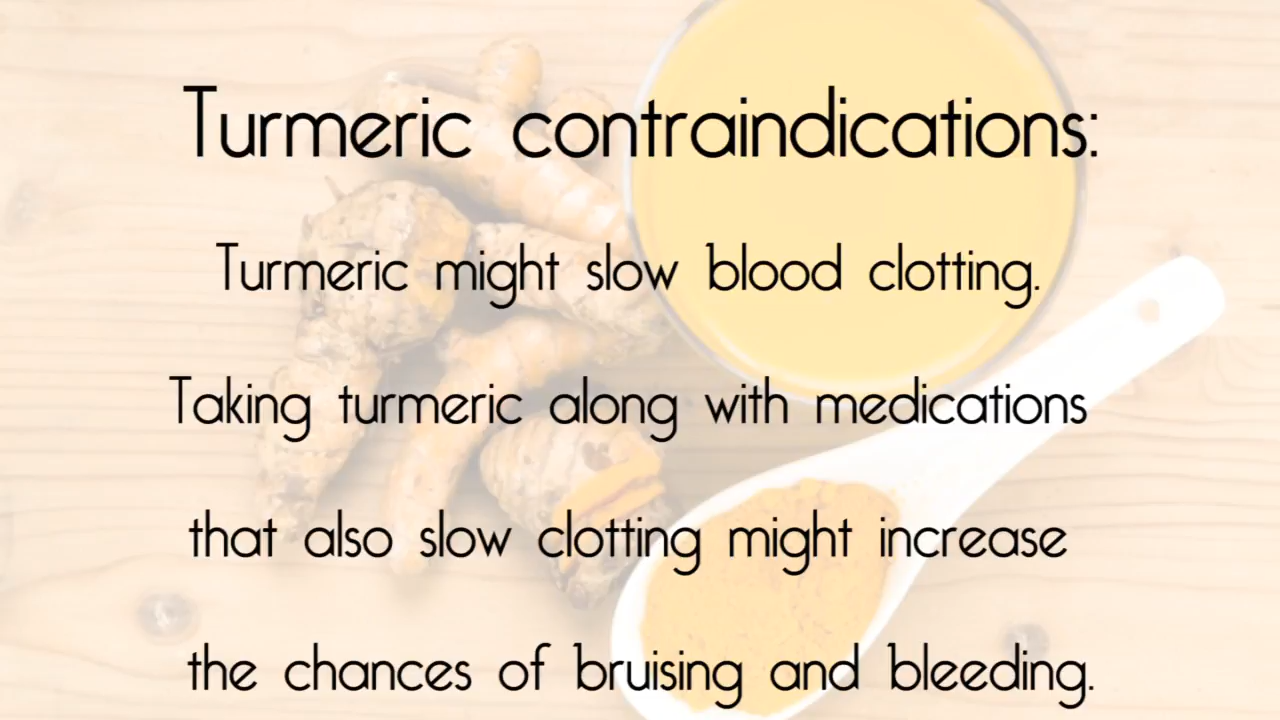 Turmeric contraindications:
Turmeric might slow blood clotting.
Taking turmeric along with medications
that also slow clotting might increase
the chances of bruising and bleeding.